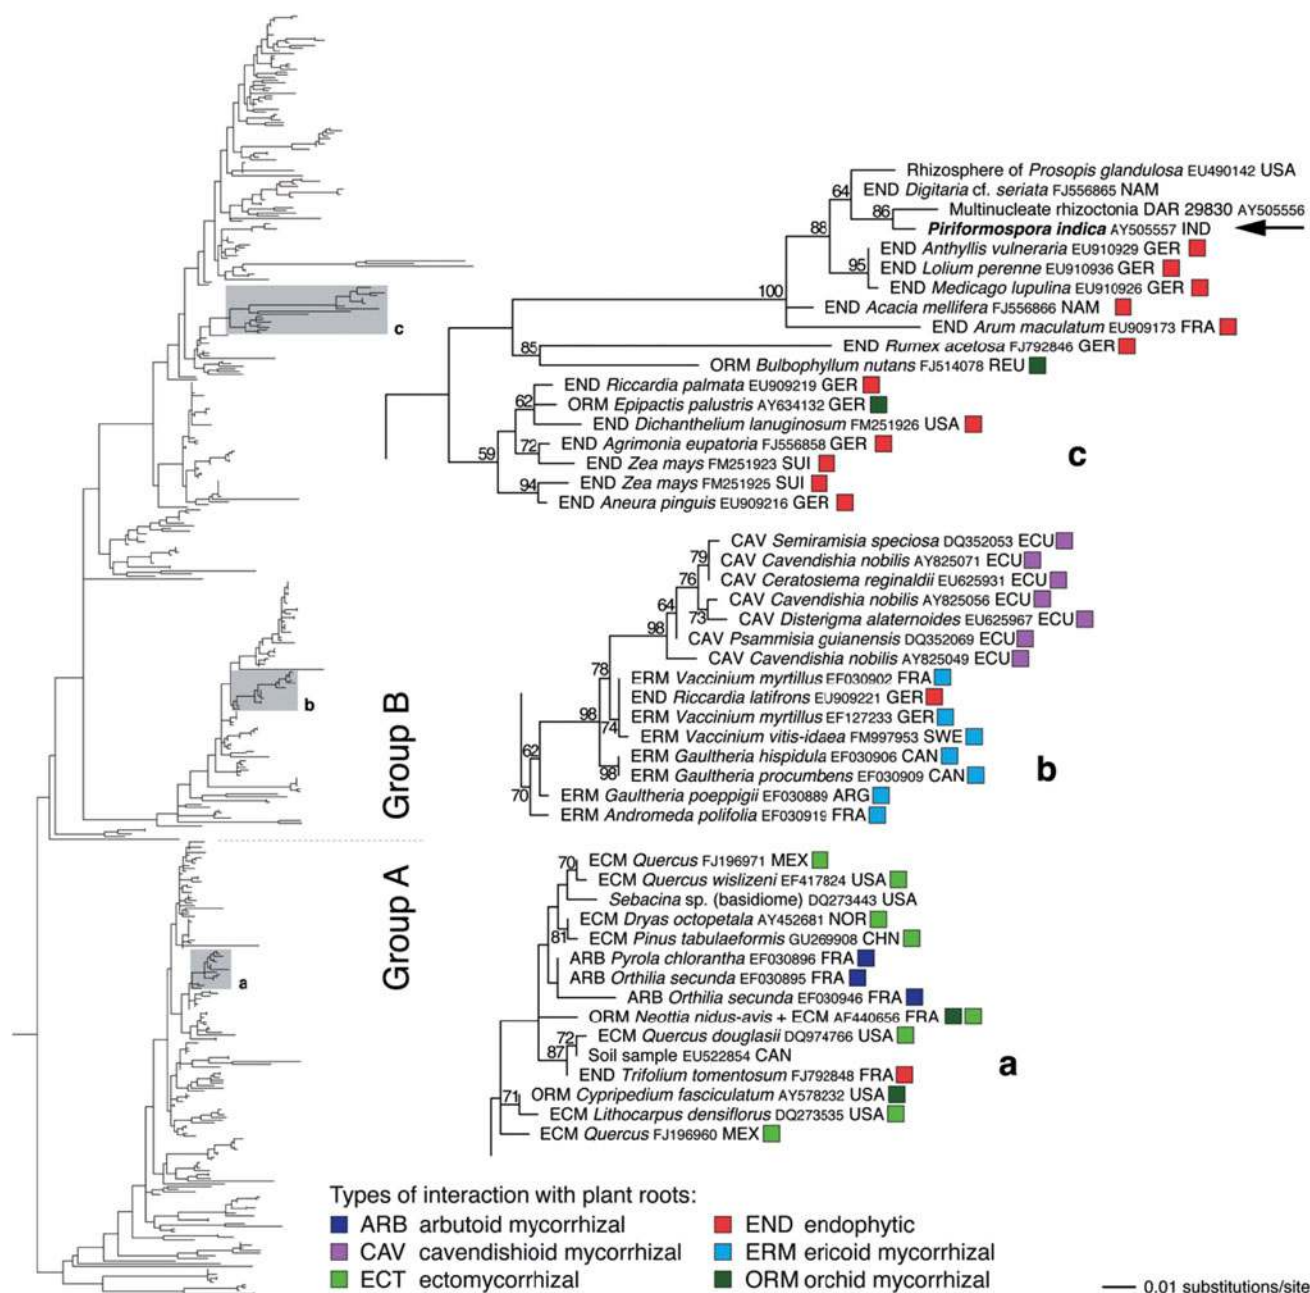 64
Rhizosphere of Prosopis glandulosa EU490142 USA
END Digitaria cf. seriata FJ556865 NAM
86
Multinucleate rhizoctonia DAR 29830 AY505556
88
Piriformospora indica AY505557 IND
END Anthyllis vulneraria EU910929 GER
95
END Lolium perenne EU910936 GER
END Medicago lupulina EU910926 GER
100
END Acacia mellifera FJ556866 NAM
END Arum maculatum EU909173 FRA
c
85
END Rumex acetosa FJ792846 GER
ORM Bulbophyllum nutans FJ514078 REU
END Riccardia palmata EU909219 GER
62
ORM Epipactis palustris AY634132 GER
END Dichanthelium lanuginosum FM251926 USA
59
72
END Agrimonia eupatoria FJ556858 GER
END Zea mays FM251923 SUI
c
94
END Zea mays FM251925 SUI
END Aneura pinguis EU909216 GER
79
CAV Semiramisia speciosa DQ352053 ECU
CAV Cavendishia nobilis AY825071 ECU
76
CAV Ceratostema reginaldii EU625931 ECU
64
CAV Cavendishia nobilis AY825056 ECU
73
CAV Disterigma alaternoides EU625967 ECU
98
CAV Psammisia guianensis DQ352069 ECU
CAV Cavendishia nobilis AY825049 ECU
78
ERM Vaccinium myrtillus EF030902 FRA
END Riccardia latifrons EU909221 GER
b
Group B
98
74
ERM Vaccinium myrtillus EF127233 GER
ERM Vaccinium vitis-idaea FM997953 SWE
62
ERM Gaultheria hispidula EF030906 CAN
98
ERM Gaultheria procumbens EF030909 CAN
b
70
ERM Gaultheria poeppigii EF030889 ARG
ERM Andromeda polifolia EF030919 FRA
70
ECM Quercus FJ196971 MEX
ECM Quercus wislizeni EF417824 USA
Sebacina sp. (basidiome) DQ273443 USA
Group A
ECM Dryas octopetala AY452681 NOR
81
ECM Pinus tabulaeformis GU269908 CHN
ARB Pyrola chlorantha EF030896 FRA
a
ARB Orthilia secunda EF030895 FRA
ARB Orthilia secunda EF030946 FRA
ORM Neottia nidus-avis + ECM AF440656 FRA
72
ECM Quercus douglasii DQ974766 USA
87
Soil sample EU522854 CAN
a
END Trifolium tomentosum FJ792848 FRA
71
ORM Cypripedium fasciculatum AY578232 USA
ECM Lithocarpus densiflorus DQ273535 USA
ECM Quercus FJ196960 MEX
Types of interaction with plant roots:
ARB arbutoid mycorrhizal
END endophytic
CAV cavendishioid mycorrhizal
ERM ericoid mycorrhizal
ECT ectomycorrhizal
ORM orchid mycorrhizal
0.01 substitutions/site